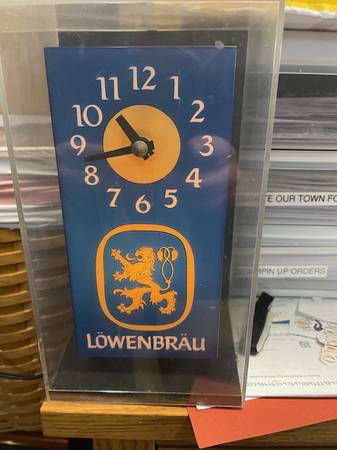 12
11 1
10 2
9 3
8 4
7 5
6
LÖWENBRÄU
RATE OUR TOWN FO
MPIN UP ORDERS